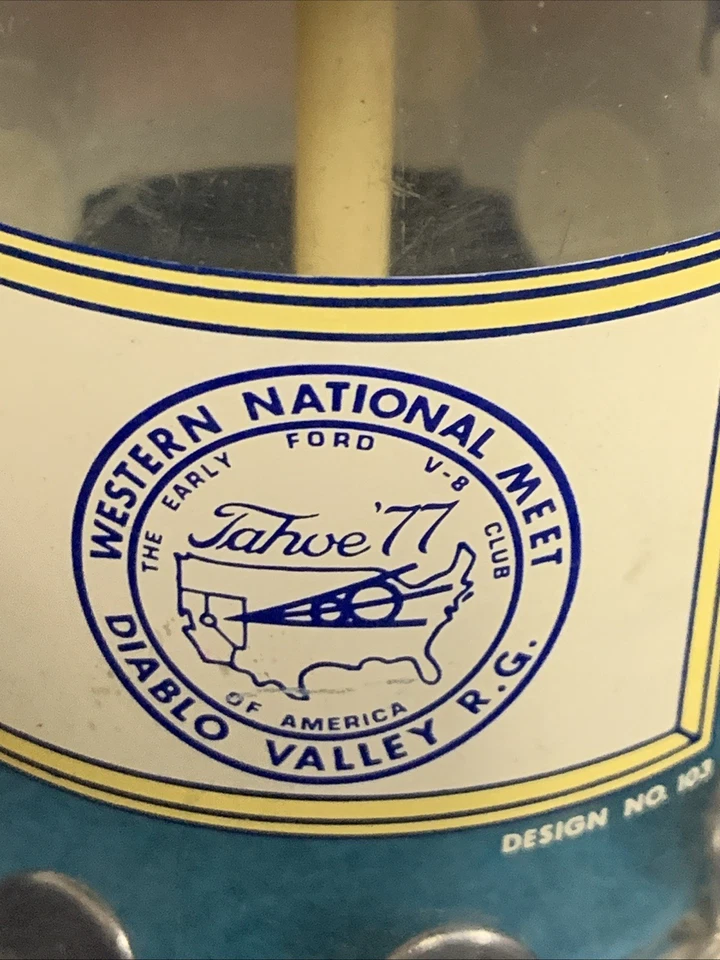 WESTERN NATIONAL MEET
THE EARLY FORD V-8 CLUB
Tahoe '77
OF AMERICA
DIABLO VALLEY R.G.
DESIGN NO. 103